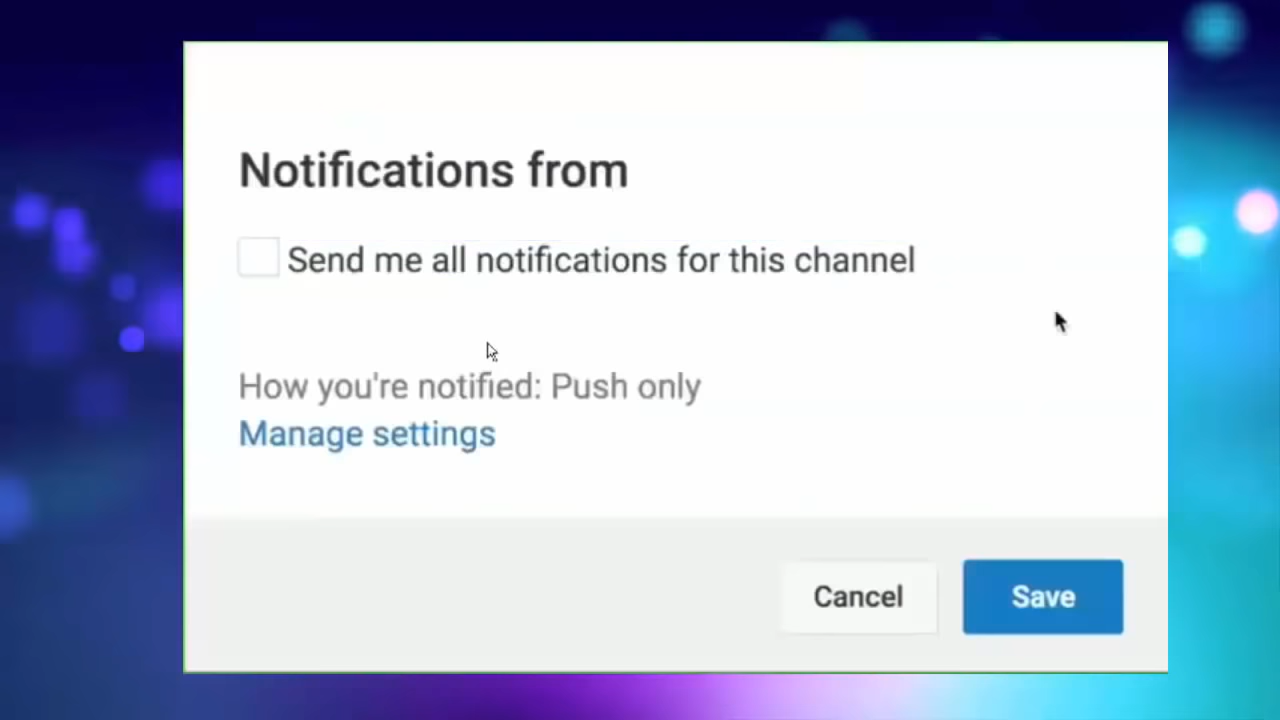 Notifications from
Send me all notifications for this channel
How you're notified: Push only
Manage settings
Cancel
Save